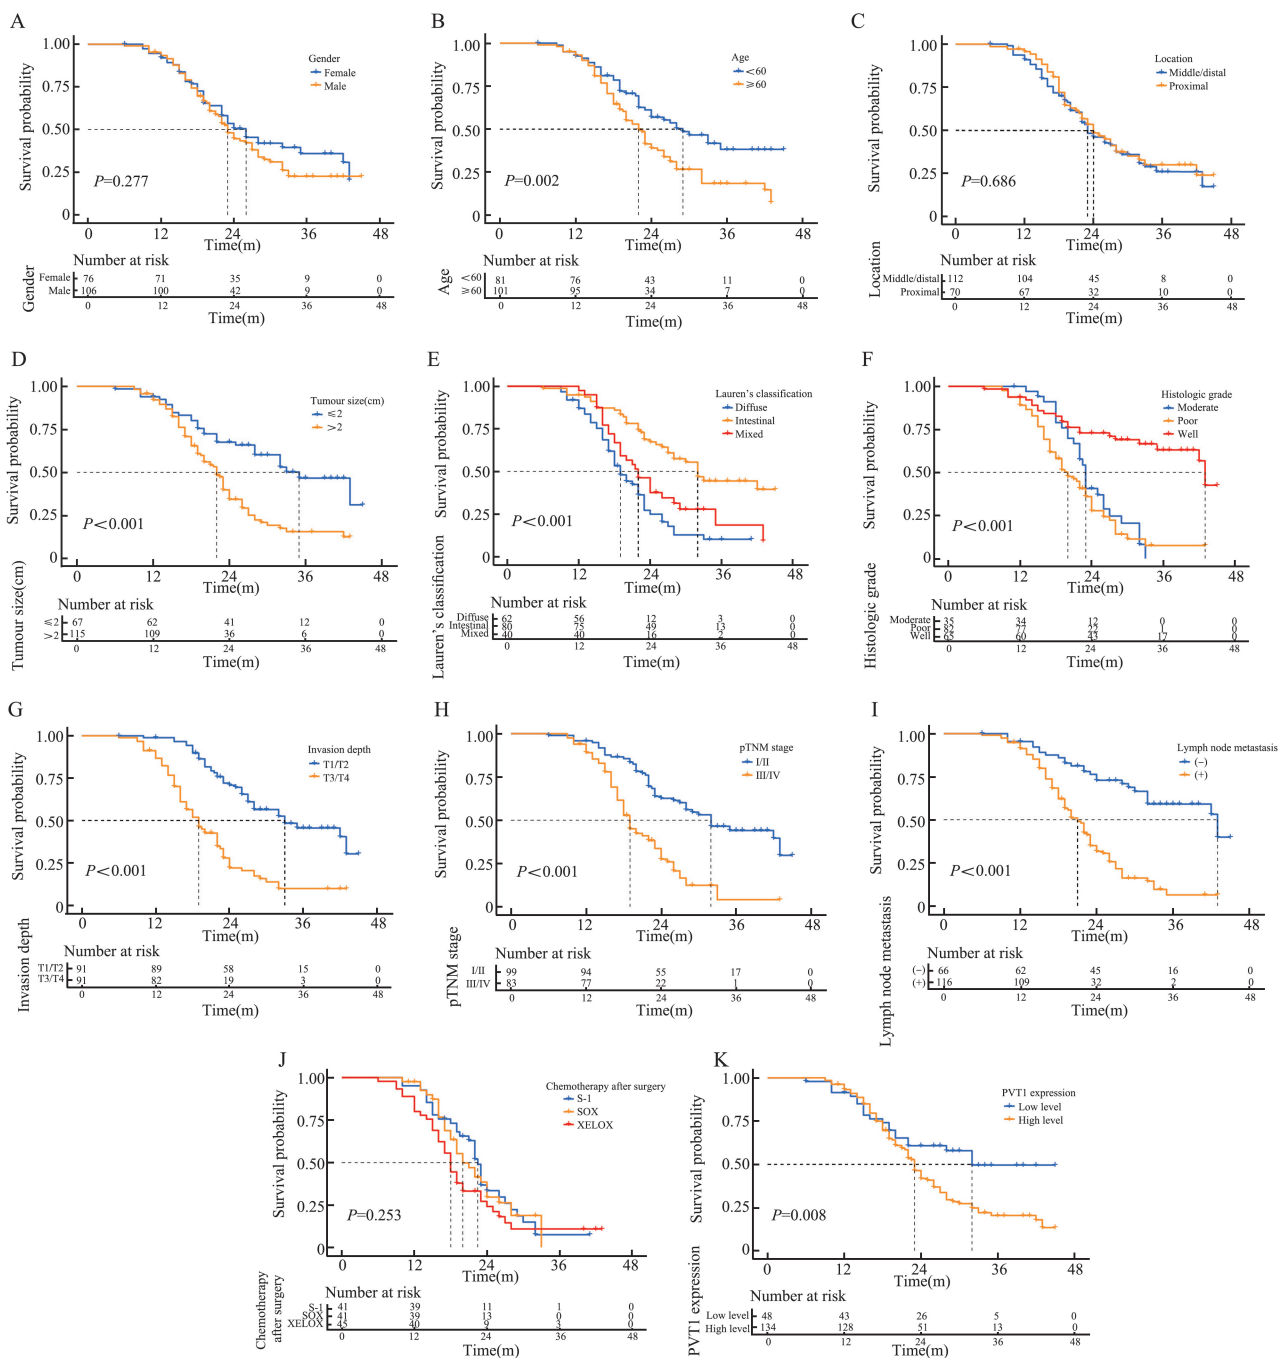 A
Survival probability
1.00
0.75
0.50
0.25
0
Gender
Female
Male
P=0.277
0 12 24 36 48
Time(m)
Number at risk
Gender
Female 76 71 35 9 0
Male 106 100 42 9 0
0 12 24 36 48
Time(m)
B
Survival probability
1.00
0.75
0.50
0.25
0
Age
<60
≥60
P=0.002
0 12 24 36 48
Time(m)
Number at risk
Age
<60 81 76 43 11 0
≥60 101 95 34 7 0
0 12 24 36 48
Time(m)
C
Survival probability
1.00
0.75
0.50
0.25
0
Location
Middle/distal
Proximal
P=0.686
0 12 24 36 48
Time(m)
Number at risk
Location
Middle/distal 112 104 45 8 0
Proximal 70 67 32 10 0
0 12 24 36 48
Time(m)
D
Survival probability
1.00
0.75
0.50
0.25
0
Tumour size(cm)
≤2
>2
P<0.001
0 12 24 36 48
Time(m)
Number at risk
Tumour size(cm)
≤2 67 62 41 12 0
>2 115 109 36 6 0
0 12 24 36 48
Time(m)
E
Survival probability
1.00
0.75
0.50
0.25
0
Lauren's classification
Diffuse
Intestinal
Mixed
P<0.001
0 12 24 36 48
Time(m)
Number at risk
Lauren's classification
Diffuse 62 56 12 3 0
Intestinal 80 75 49 13 0
Mixed 40 40 16 2 0
0 12 24 36 48
Time(m)
F
Survival probability
1.00
0.75
0.50
0.25
0
Histologic grade
Moderate
Poor
Well
P<0.001
0 12 24 36 48
Time(m)
Number at risk
Histologic grade
Moderate 35 34 12 0 0
Poor 82 77 1 0
Well 65 60 43 17 0
0 12 24 36 48
Time(m)
G
Survival probability
1.00
0.75
0.50
0.25
0
Invasion depth
T1/T2
T3/T4
P<0.001
0 12 24 36 48
Time(m)
Number at risk
Invasion depth
T1/T2 91 89 58 15 0
T3/T4 91 82 19 3 0
0 12 24 36 48
Time(m)
H
Survival probability
1.00
0.75
0.50
0.25
0
pTNM stage
I/II
III/IV
P<0.001
0 12 24 36 48
Time(m)
Number at risk
pTNM stage
I/II 99 94 55 17 0
III/IV 83 77 22 1 0
0 12 24 36 48
Time(m)
I
Survival probability
1.00
0.75
0.50
0.25
0
Lymph node metastasis
(−)
(+)
P<0.001
0 12 24 36 48
Time(m)
Number at risk
Lymph node metastasis
(−) 66 62 45 16 0
(+) 116 109 32 2 0
0 12 24 36 48
Time(m)
J
Survival probability
1.00
0.75
0.50
0.25
0
Chemotherapy after surgery
S-1
SOX
XELOX
P=0.253
0 12 24 36 48
Time(m)
Number at risk
Chemotherapy
after surgery
S-1 41 39 11 1 0
SOX 41 39 13 0 0
XELOX 45 40 9 3 0
0 12 24 36 48
Time(m)
K
Survival probability
1.00
0.75
0.50
0.25
0
PVT1 expression
Low level
High level
P=0.008
0 12 24 36 48
Time(m)
Number at risk
PVT1 expression
Low level 48 43 26 5 0
High level 134 128 51 13 0
0 12 24 36 48
Time(m)